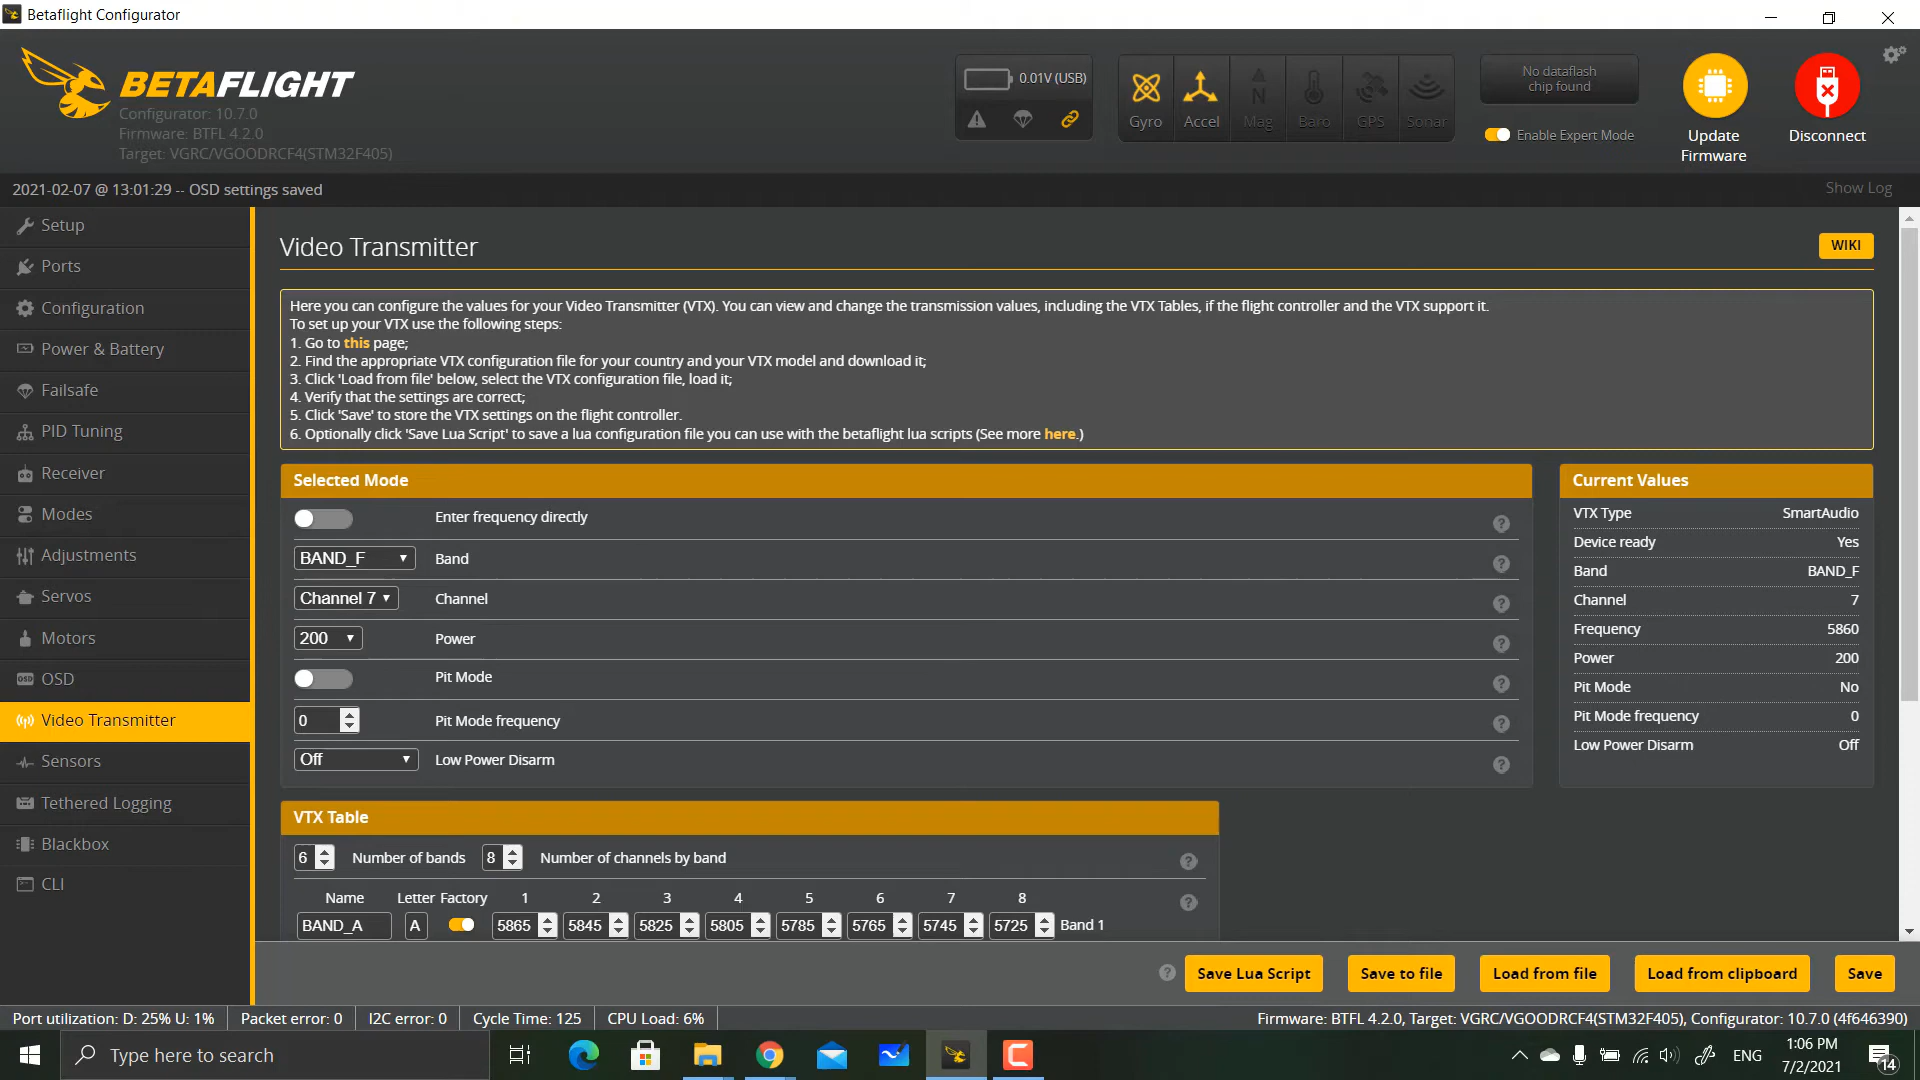 Betaflight Configurator
BETAFLIGHT
Configurator: 10.7.0
Firmware: BTFL 4.2.0
Target: VGRC/VGOODRCF4(STM32F405)
0.01V (USB)
Gyro
Accel
Mag
Baro
GPS
Sonar
No dataflash
chip found
Enable Expert Mode
Update
Firmware
Disconnect
2021-02-07 @ 13:01:29 -- OSD settings saved
Show Log
Setup
Ports
Configuration
Power & Battery
Failsafe
PID Tuning
Receiver
Modes
Adjustments
Servos
Motors
OSD
Video Transmitter
Sensors
Tethered Logging
Blackbox
CLI
Video Transmitter
WIKI
Here you can configure the values for your Video Transmitter (VTX). You can view and change the transmission values, including the VTX Tables, if the flight controller and the VTX support it.
To set up your VTX use the following steps:
1. Go to this page;
2. Find the appropriate VTX configuration file for your country and your VTX model and download it;
3. Click 'Load from file' below, select the VTX configuration file, load it;
4. Verify that the settings are correct;
5. Click 'Save' to store the VTX settings on the flight controller.
6. Optionally click 'Save Lua Script' to save a lua configuration file you can use with the betaflight lua scripts (See more here.)
Selected Mode
Enter frequency directly
BAND_F Band
Channel 7 Channel
200 Power
Pit Mode
0 Pit Mode frequency
Off Low Power Disarm
Current Values
VTX Type SmartAudio
Device ready Yes
Band BAND_F
Channel 7
Frequency 5860
Power 200
Pit Mode No
Pit Mode frequency 0
Low Power Disarm Off
VTX Table
6 Number of bands 8 Number of channels by band
Name Letter Factory 1 2 3 4 5 6 7 8
BAND_A A 5865 5845 5825 5805 5785 5765 5745 5725 Band 1
Save Lua Script
Save to file
Load from file
Load from clipboard
Save
Port utilization: D: 25% U: 1% Packet error: 0 I2C error: 0 Cycle Time: 125 CPU Load: 6%
Firmware: BTFL 4.2.0, Target: VGRC/VGOODRCF4(STM32F405), Configurator: 10.7.0 (4f646390)
Type here to search
ENG
1:06 PM
7/2/2021
14